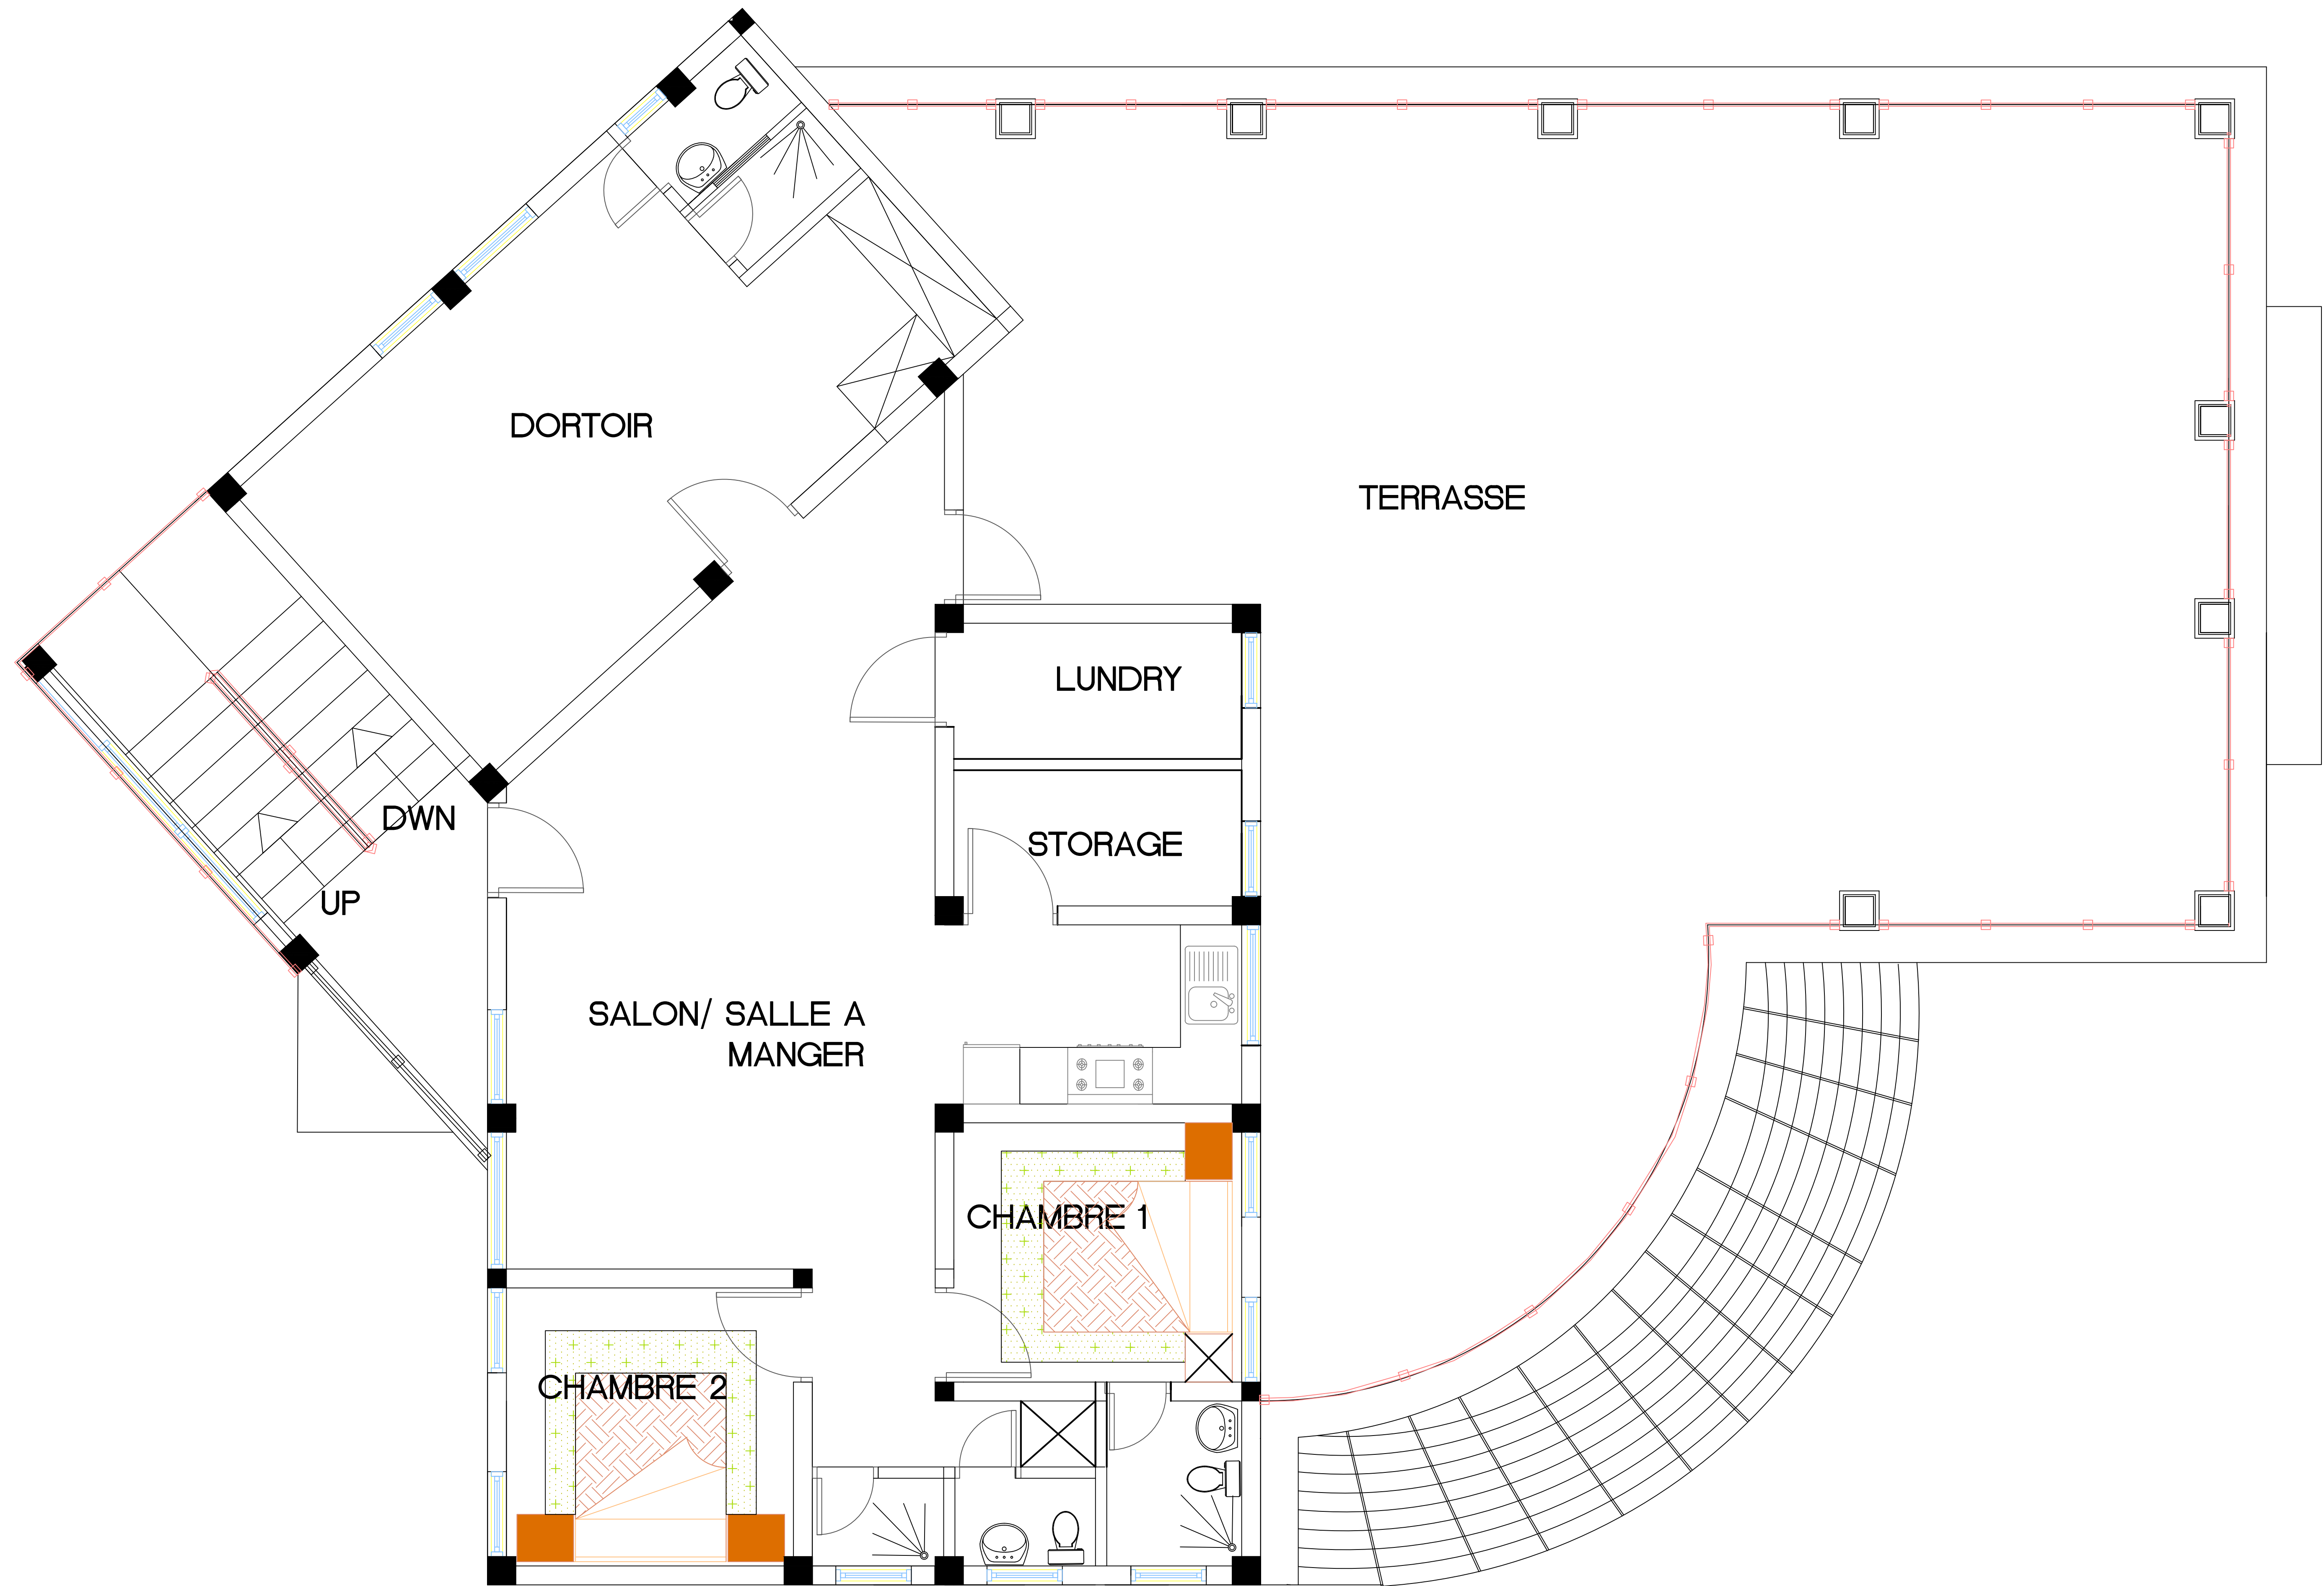 DORTOIR
TERRASSE
LUNDRY
DWN
STORAGE
UP
SALON/ SALLE A
MANGER
CHAMBRE 1
CHAMBRE 2